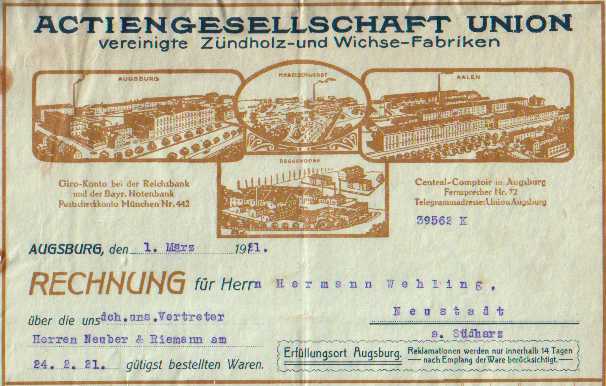 ACTIENGESELLSCHAFT UNION
vereinigte Zündholz-und Wichse-Fabriken
AUGSBURG
HABELSCHWERDT
AALEN
DEGGENDORF
Giro-Konto bei der Reichsbank
und der Bayr. Notenbank
Postscheckkonto München Nr. 442
Central-Comptoir in Augsburg
Fernsprecher Nr. 72
Telegrammadresse: Union Augsburg
39562 K
AUGSBURG, den 1. März 1921.
RECHNUNG für Herrn Hermann Wehling,
Neustadt
a. Südharz
über die uns dch.uns.Vertreter
Herren Neuber & Riemann am
24. 2. 21. gütigst bestellten Waren.
Erfüllungsort Augsburg. Reklamationen werden nur innerhalb 14 Tagen
nach Empfang der Ware berücksichtigt.